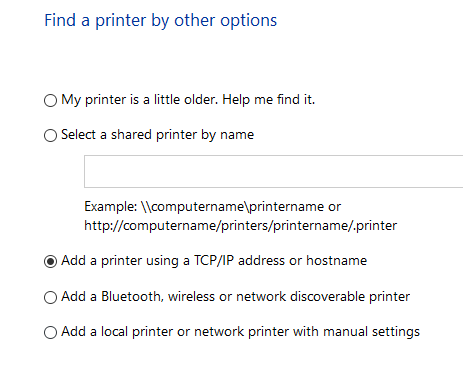 Find a printer by other options
My printer is a little older. Help me find it.
Select a shared printer by name
Example: \\computername\printername or
http://computername/printers/printername/.printer
Add a printer using a TCP/IP address or hostname
Add a Bluetooth, wireless or network discoverable printer
Add a local printer or network printer with manual settings